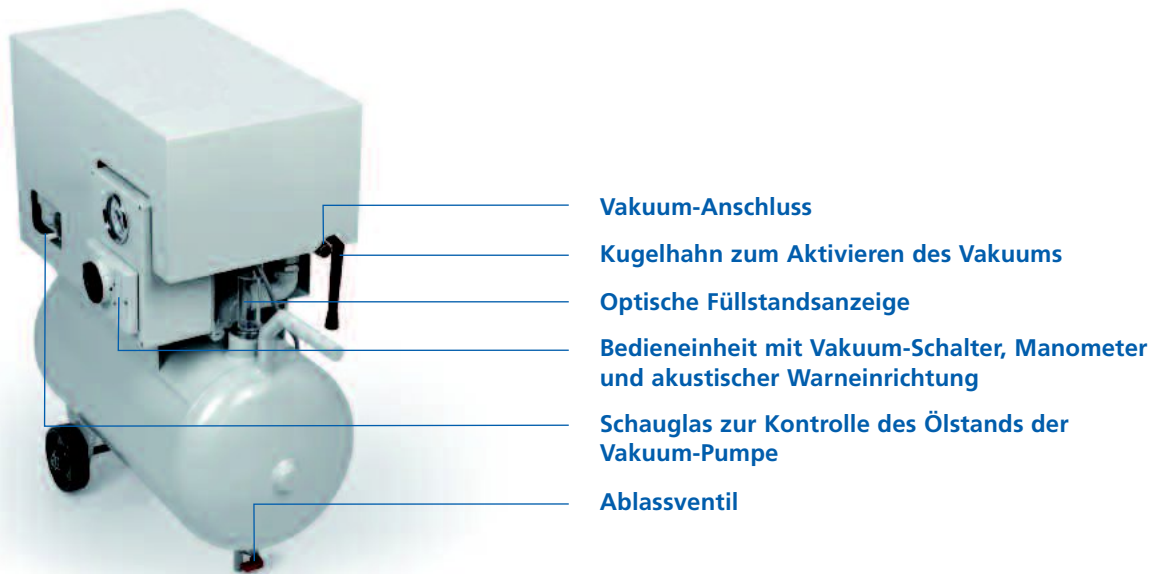 Vakuum-Anschluss
Kugelhahn zum Aktivieren des Vakuums
Optische Füllstandsanzeige
Bedieneinheit mit Vakuum-Schalter, Manometer
und akustischer Warneinrichtung
Schauglas zur Kontrolle des Ölstands der
Vakuum-Pumpe
Ablassventil